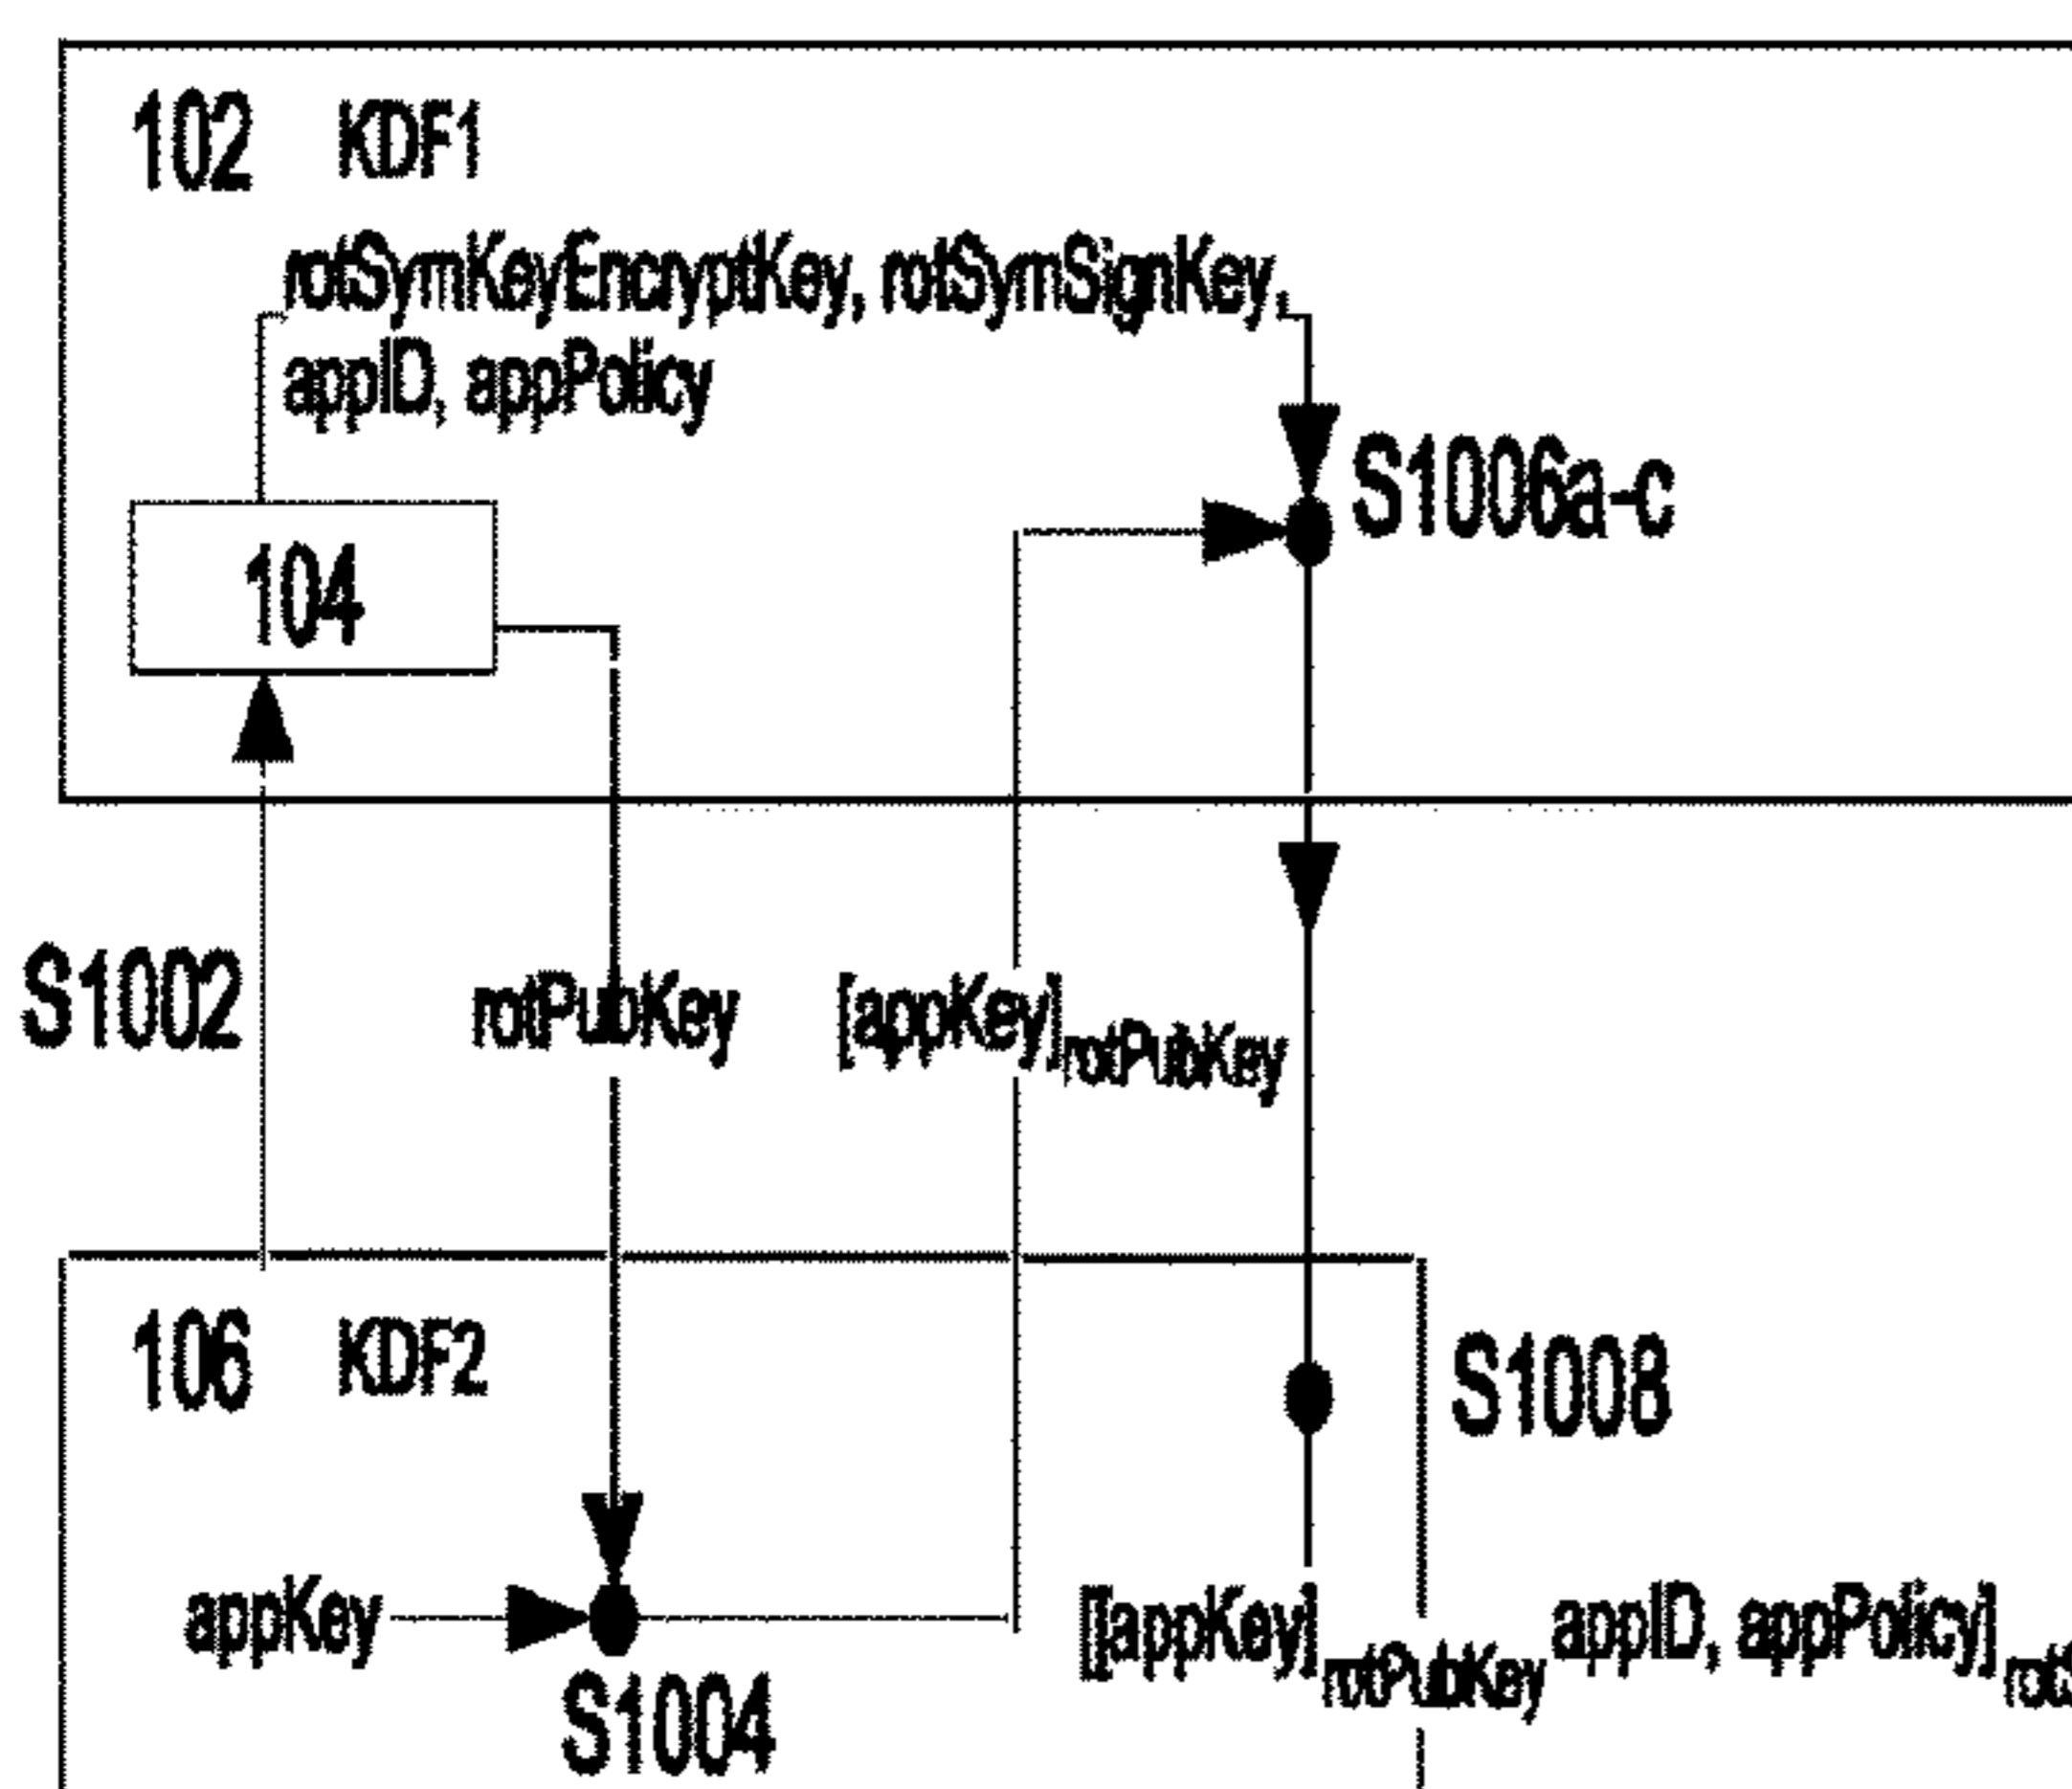 102 KDF1
rotSymKeyEncryptKey, rotSymSignKey,
appID, appPolicy
S1006a-c
104
S1002
rotPubKey
[appKey]rotPubKey
106 KDF2
S1008
appKey
[[appKey]rotPubKey appID, appPolicy]
S1004